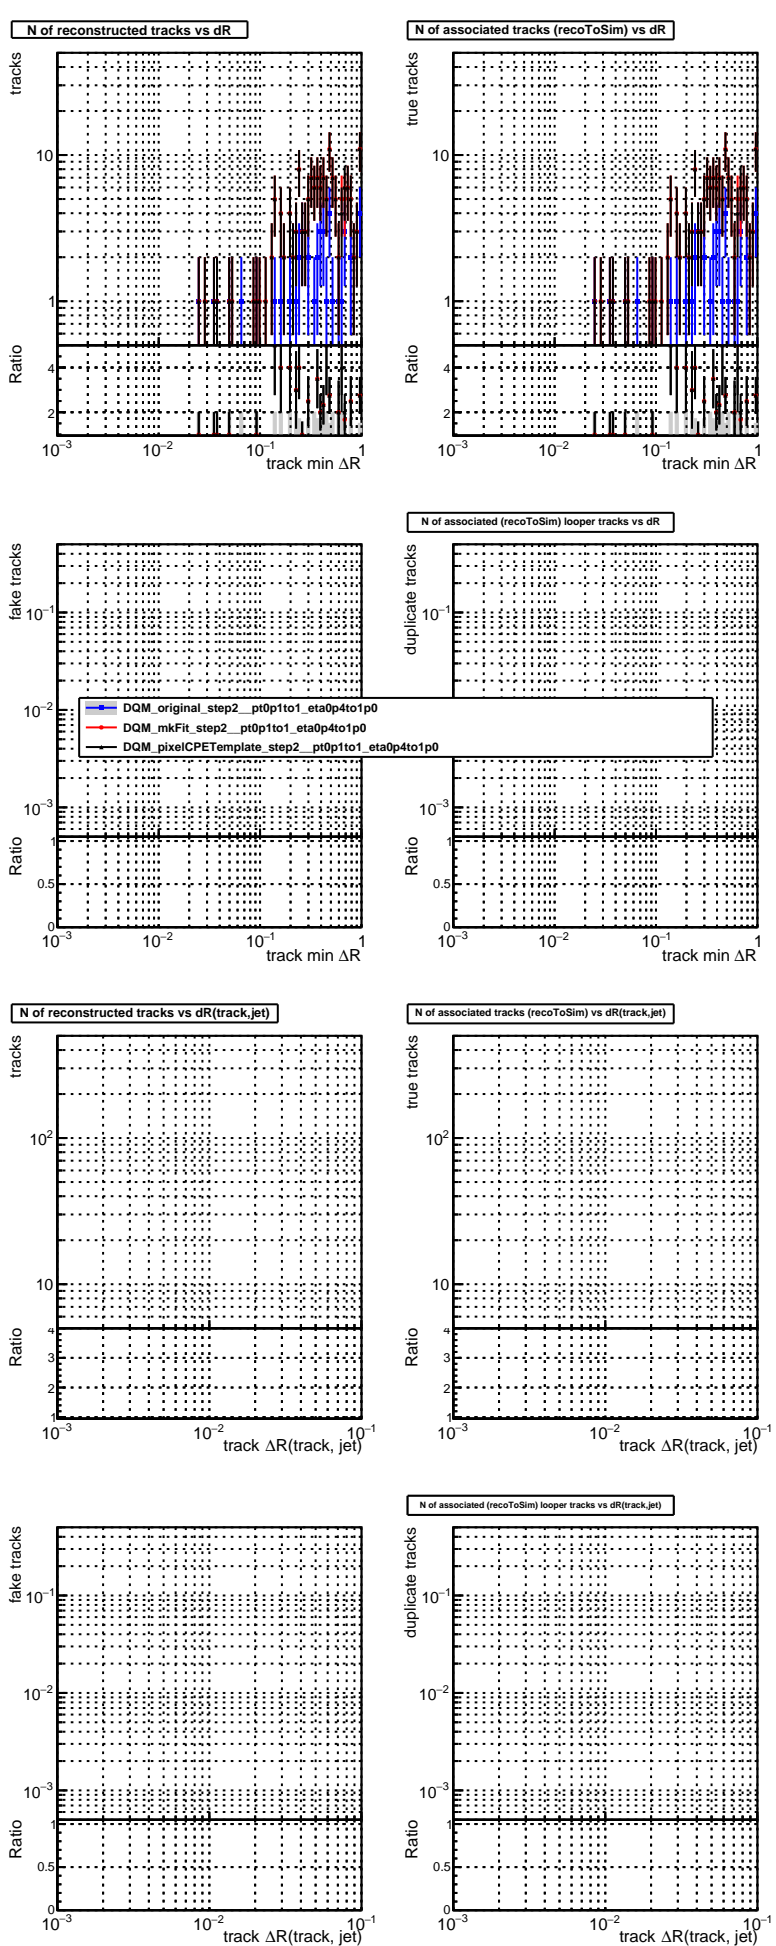 N of reconstructed tracks vs dR
tracks
10
1
Ratio
4
2
10−3
10−2
10−1
1
track min ΔR
N of associated tracks (recoToSim) vs dR
true tracks
10
1
Ratio
4
2
10−3
10−2
10−1
1
track min ΔR
fake tracks
10−1
10−2
10−3
Ratio
1
0.5
0
10−3
10−2
10−1
1
track min ΔR
N of associated (recoToSim) looper tracks vs dR
duplicate tracks
10−1
10−3
Ratio
1
0.5
0
10−3
10−2
10−1
1
track min ΔR
DQM_original_step2__pt0p1to1_eta0p4to1p0
DQM_mkFit_step2__pt0p1to1_eta0p4to1p0
DQM_pixelCPETemplate_step2__pt0p1to1_eta0p4to1p0
N of reconstructed tracks vs dR(track,jet)
tracks
10²
10
Ratio
4
3
2
1
10−3
10−2
10−1
track ΔR(track, jet)
N of associated tracks (recoToSim) vs dR(track,jet)
true tracks
10²
10
Ratio
4
3
2
1
10−3
10−2
10−1
track ΔR(track, jet)
fake tracks
10−1
10−2
10−3
Ratio
1
0.5
0
10−3
10−2
10−1
track ΔR(track, jet)
N of associated (recoToSim) looper tracks vs dR(track,jet)
duplicate tracks
10−1
10−2
10−3
Ratio
1
0.5
0
10−3
10−2
10−1
track ΔR(track, jet)